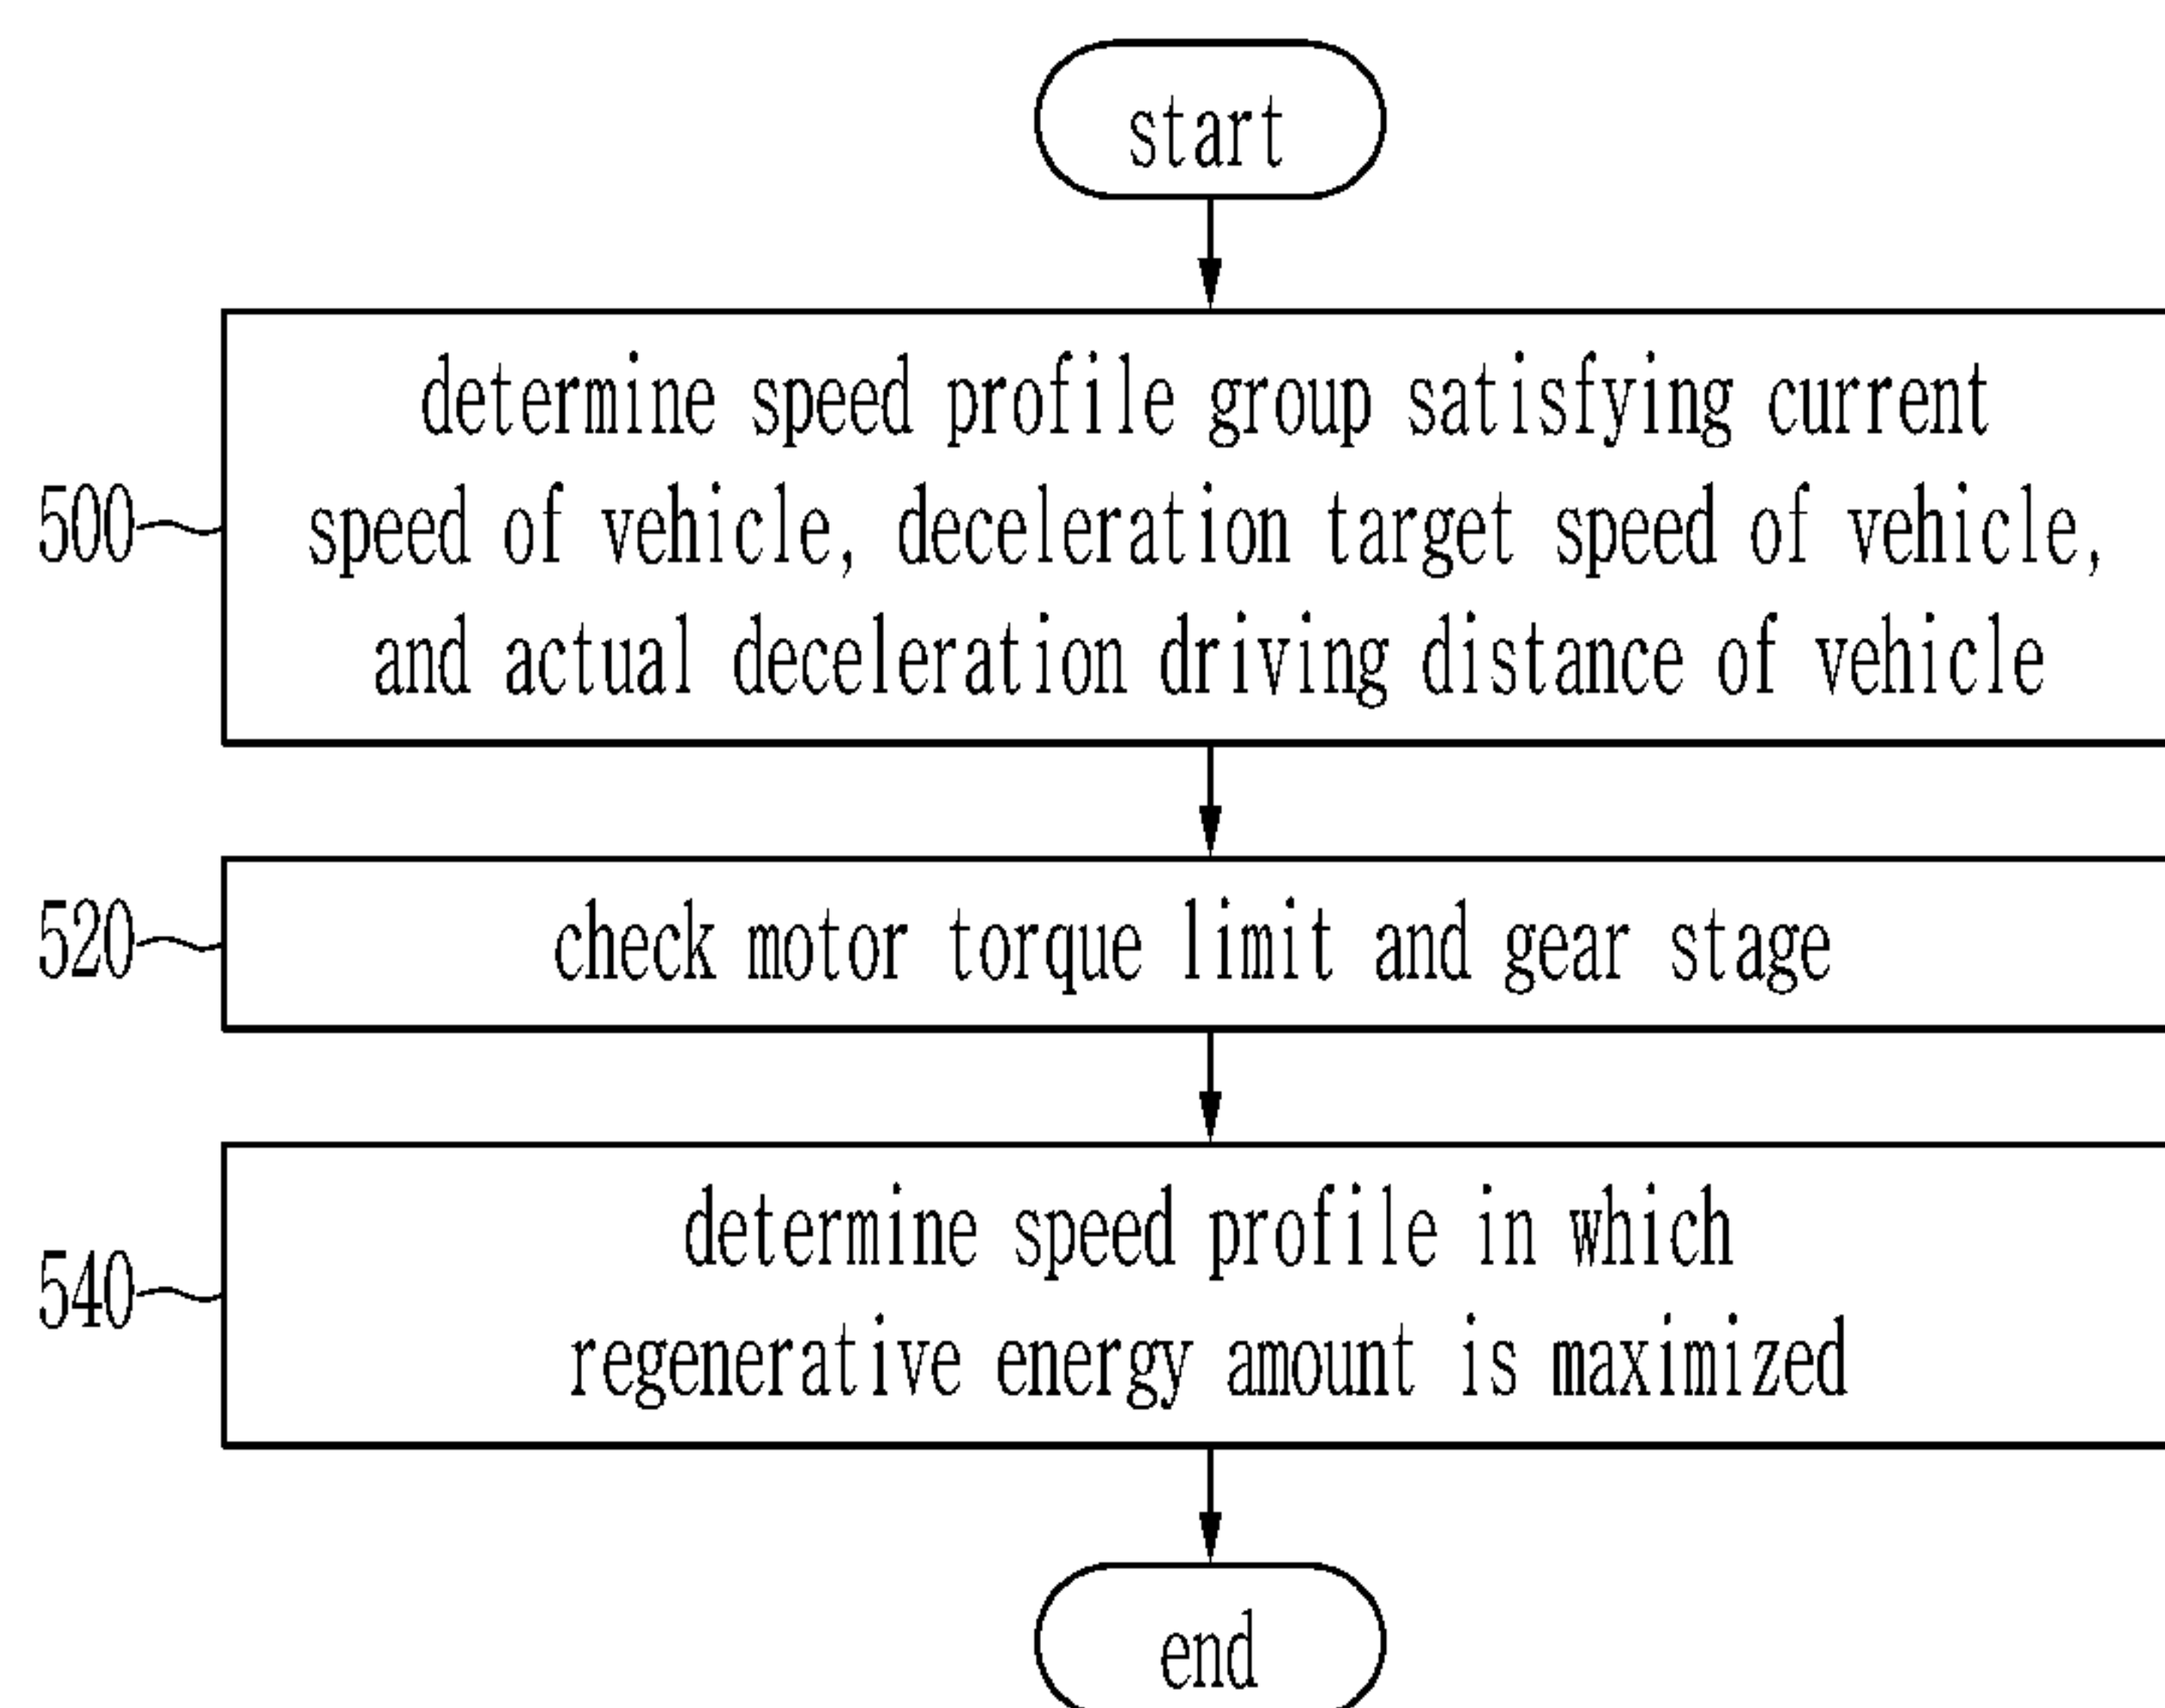 start
determine speed profile group satisfying current
500
speed of vehicle, deceleration target speed of vehicle,
and actual deceleration driving distance of vehicle
520
check motor torque limit and gear stage
determine speed profile in which
540
regenerative energy amount is maximized
end